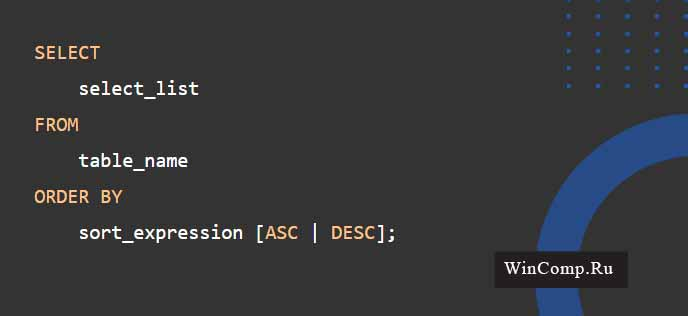 SELECT
select_list
FROM
table_name
ORDER BY
sort_expression [ASC | DESC];
WinComp.Ru